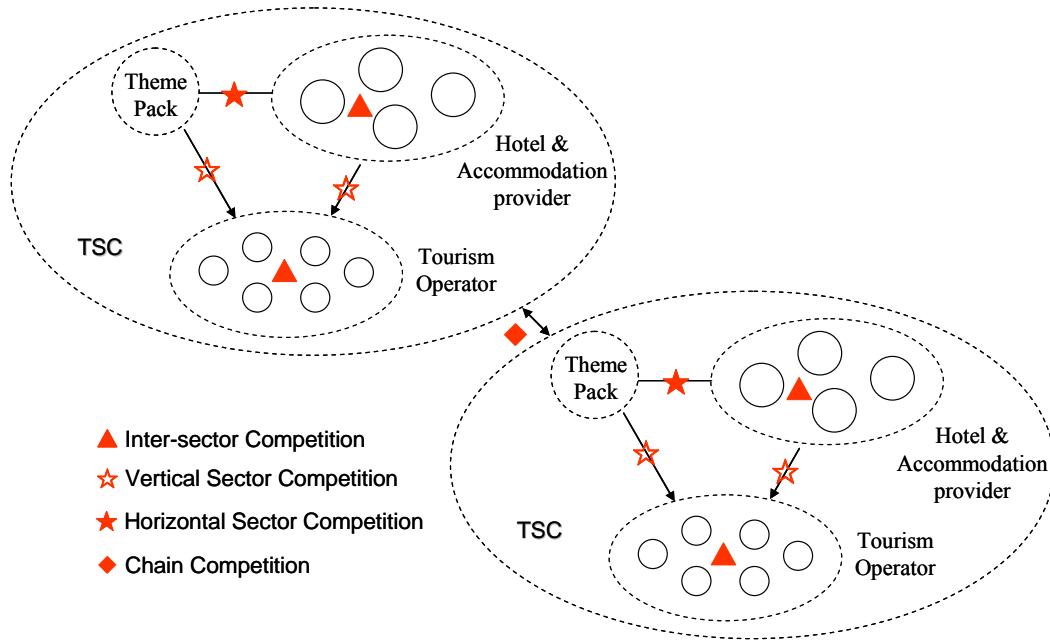 Theme
Pack
Hotel &
Accommodation
provider
TSC
Tourism
Operator
Theme
Pack
Hotel &
Accommodation
provider
TSC
Tourism
Operator
Inter-sector Competition
Vertical Sector Competition
Horizontal Sector Competition
Chain Competition